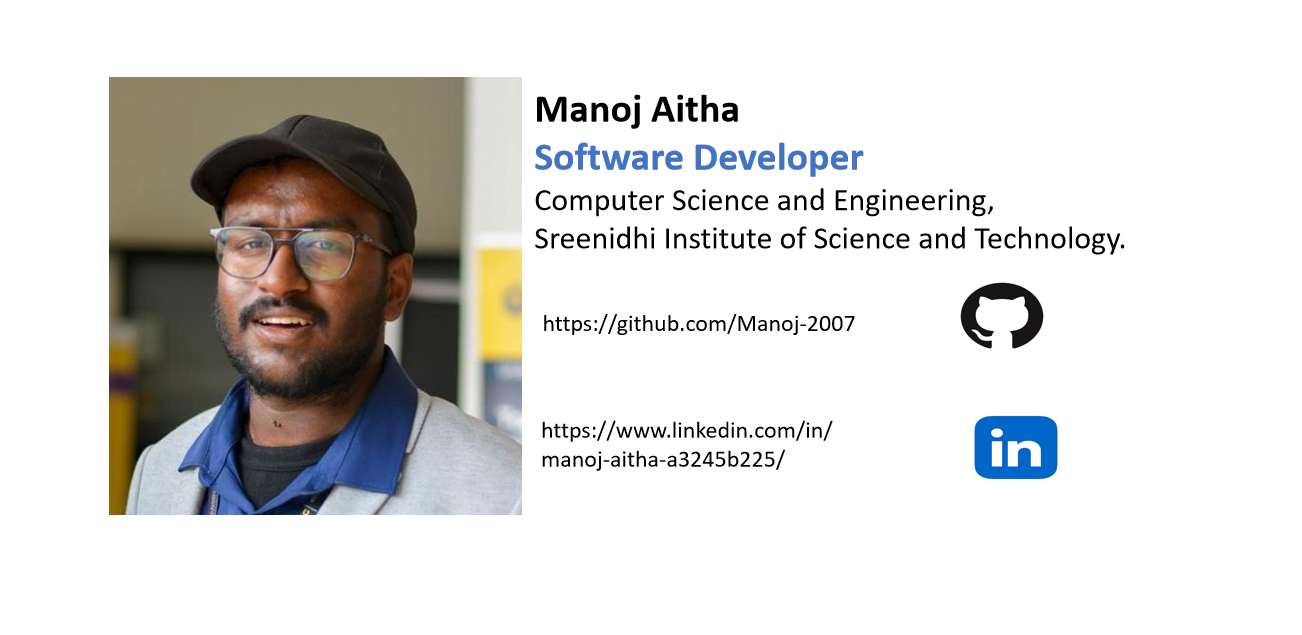 Manoj Aitha
Software Developer
Computer Science and Engineering,
Sreenidhi Institute of Science and Technology.
https://github.com/Manoj-2007
https://www.linkedin.com/in/
manoj-aitha-a3245b225/
in